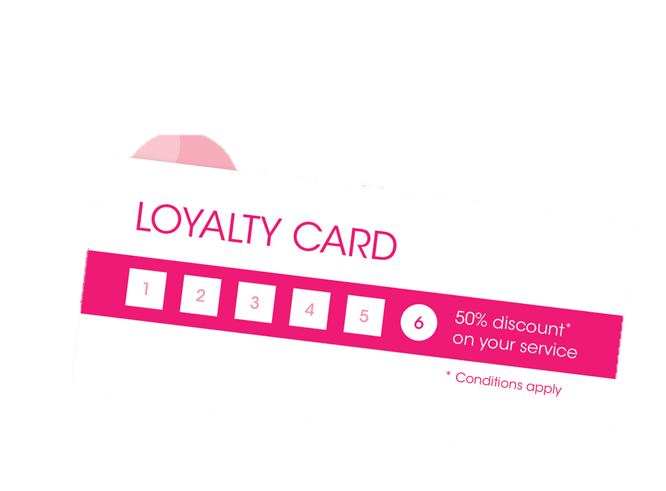 LOYALTY CARD
1 2 3 4 5 6
50% discount*
on your service
* Conditions apply